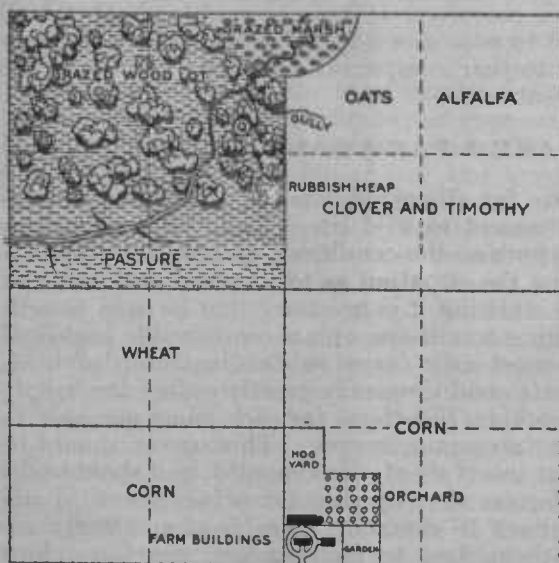 GRAZED MARSH
GRAZED WOOD LOT
OATS
ALFALFA
GULLY
RUBBISH HEAP
CLOVER AND TIMOTHY
PASTURE
WHEAT
CORN
HOG
YARD
CORN
ORCHARD
FARM BUILDINGS
GARDEN